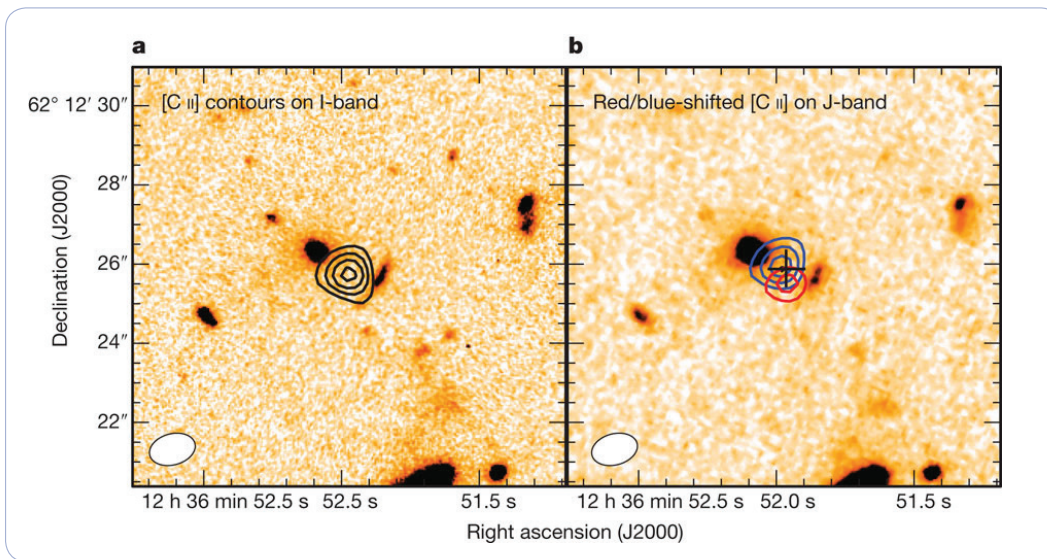 a
b
[C II] contours on I-band
Red/blue-shifted [C II] on J-band
62° 12′ 30″
28″
26″
24″
22″
Declination (J2000)
12 h 36 min 52.5 s
52.5 s
51.5 s
12 h 36 min 52.5 s
52.0 s
51.5 s
Right ascension (J2000)